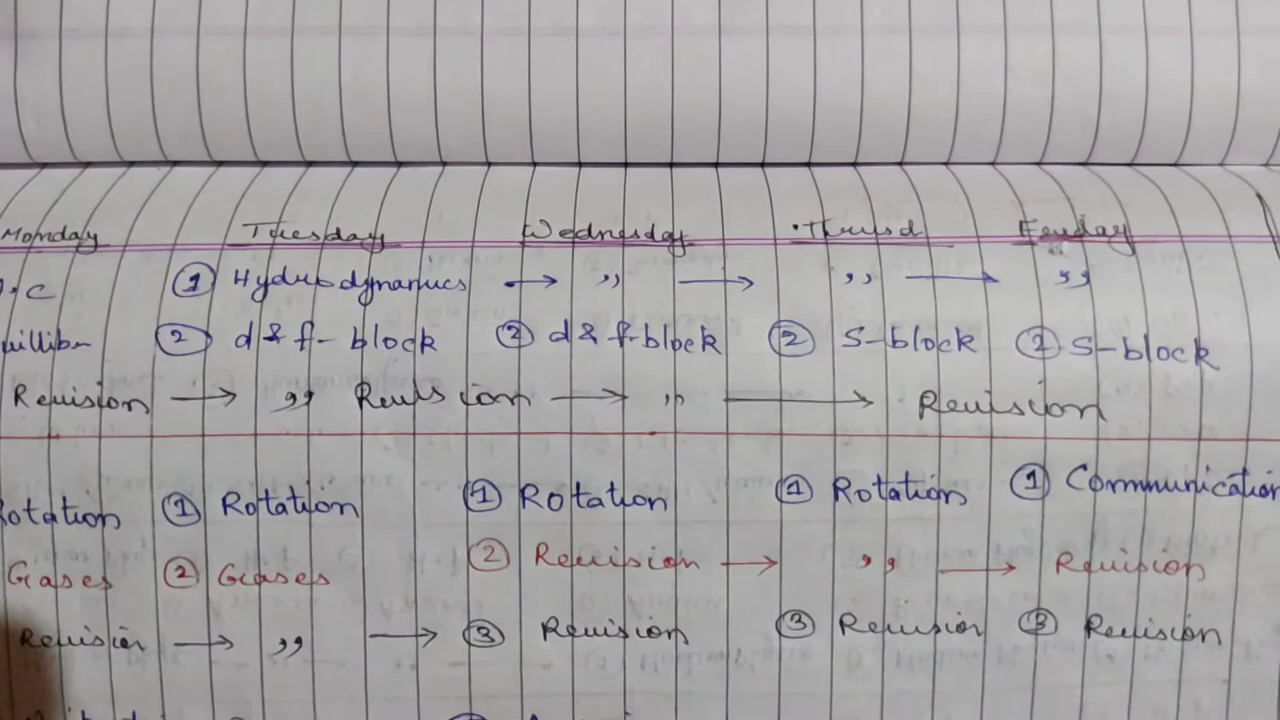 Monday Tuesday Wednesday Thursd Friday
.C ① Hydrodynamics → ,, → ,, → ,,
uillibr ② d & f- block ② d & f-block ② S-block ② S-block
Revision → ,, Revision → ,, → Revision
otation ① Rotation ① Rotation ① Rotation ① Communication
Gases ② Gases ② Revision → ,, → Revision
Revision → ,, → ③ Revision ③ Revision ③ Revision